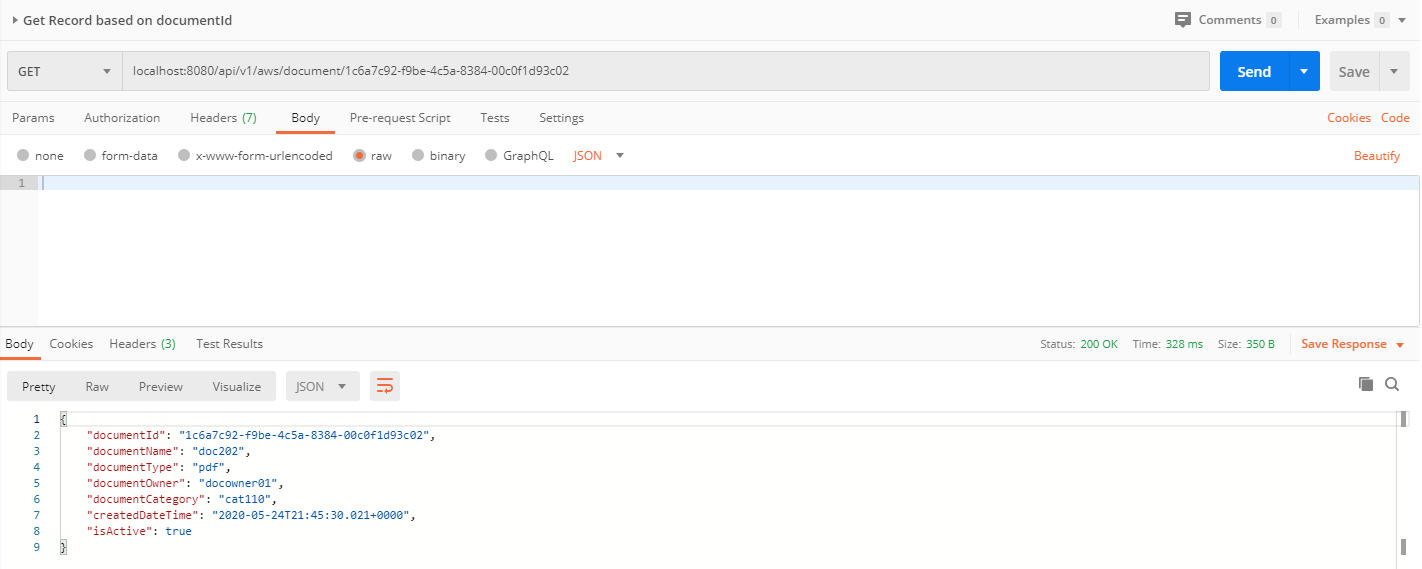 Get Record based on documentId Comments 0 Examples 0
GET localhost:8080/api/v1/aws/document/1c6a7c92-f9be-4c5a-8384-00c0f1d93c02 Send Save
Params Authorization Headers (7) Body Pre-request Script Tests Settings Cookies Code
none form-data x-www-form-urlencoded raw binary GraphQL JSON Beautify
1
Body Cookies Headers (3) Test Results Status: 200 OK Time: 328 ms Size: 350 B Save Response
Pretty Raw Preview Visualize JSON
1 {
2 "documentId": "1c6a7c92-f9be-4c5a-8384-00c0f1d93c02",
3 "documentName": "doc202",
4 "documentType": "pdf",
5 "documentOwner": "docowner01",
6 "documentCategory": "cat110",
7 "createdDateTime": "2020-05-24T21:45:30.021+0000",
8 "isActive": true
9 }